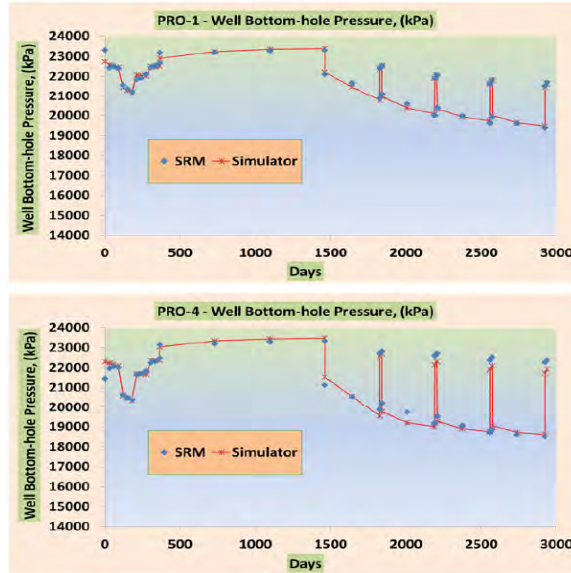 PRO-1 - Well Bottom-hole Pressure, (kPa)
Well Bottom-hole Pressure, (kPa)
24000
23000
22000
21000
20000
19000
18000
17000
16000
15000
14000
SRM Simulator
0 500 1000 1500 2000 2500 3000
Days
PRO-4 - Well Bottom-hole Pressure, (kPa)
Well Bottom-hole Pressure, (kPa)
24000
23000
22000
21000
20000
19000
18000
17000
16000
15000
14000
SRM Simulator
0 500 1000 1500 2000 2500 3000
Days